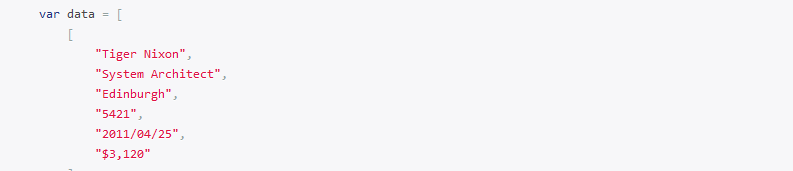 var data = [
[
"Tiger Nixon",
"System Architect",
"Edinburgh",
"5421",
"2011/04/25",
"$3,120"